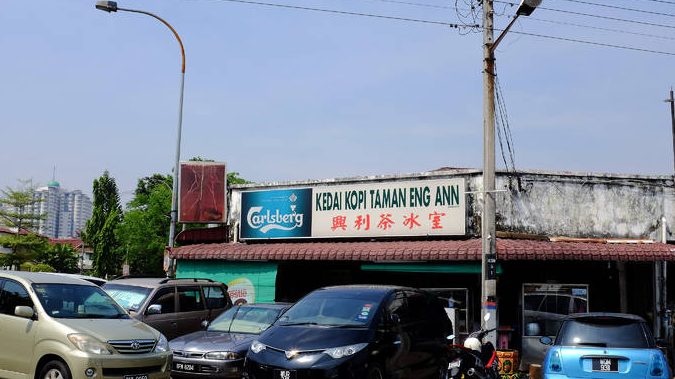 Carlsberg
KEDAI KOPI TAMAN ENG ANN
興利茶冰室